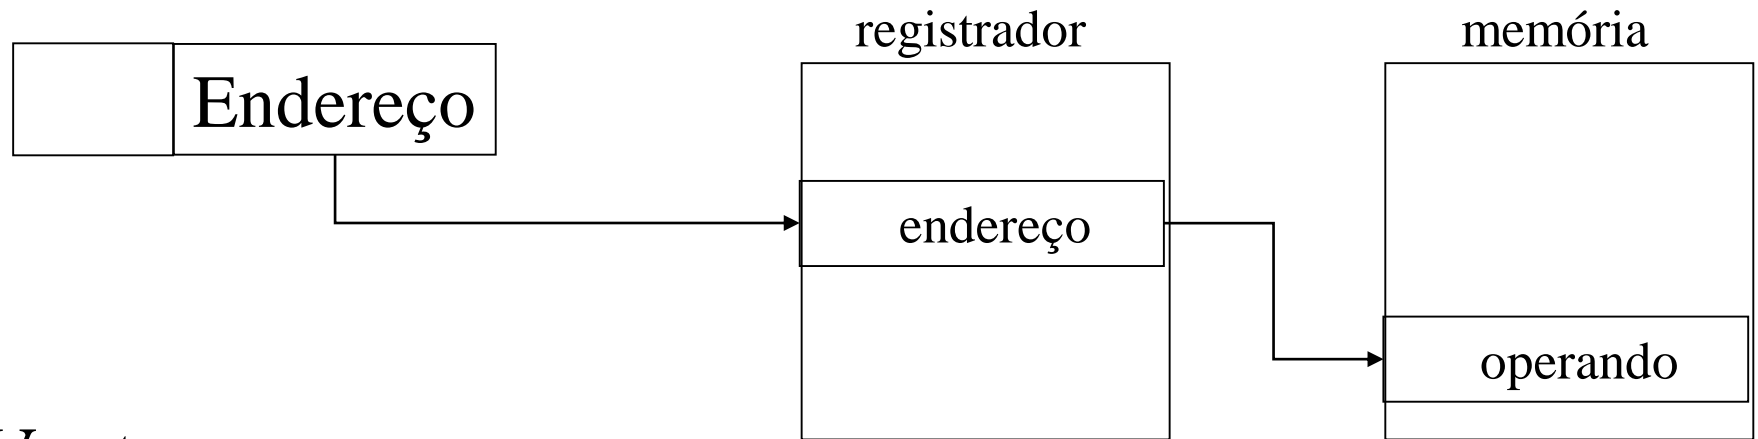 registrador
memória
Endereço
endereço
operando